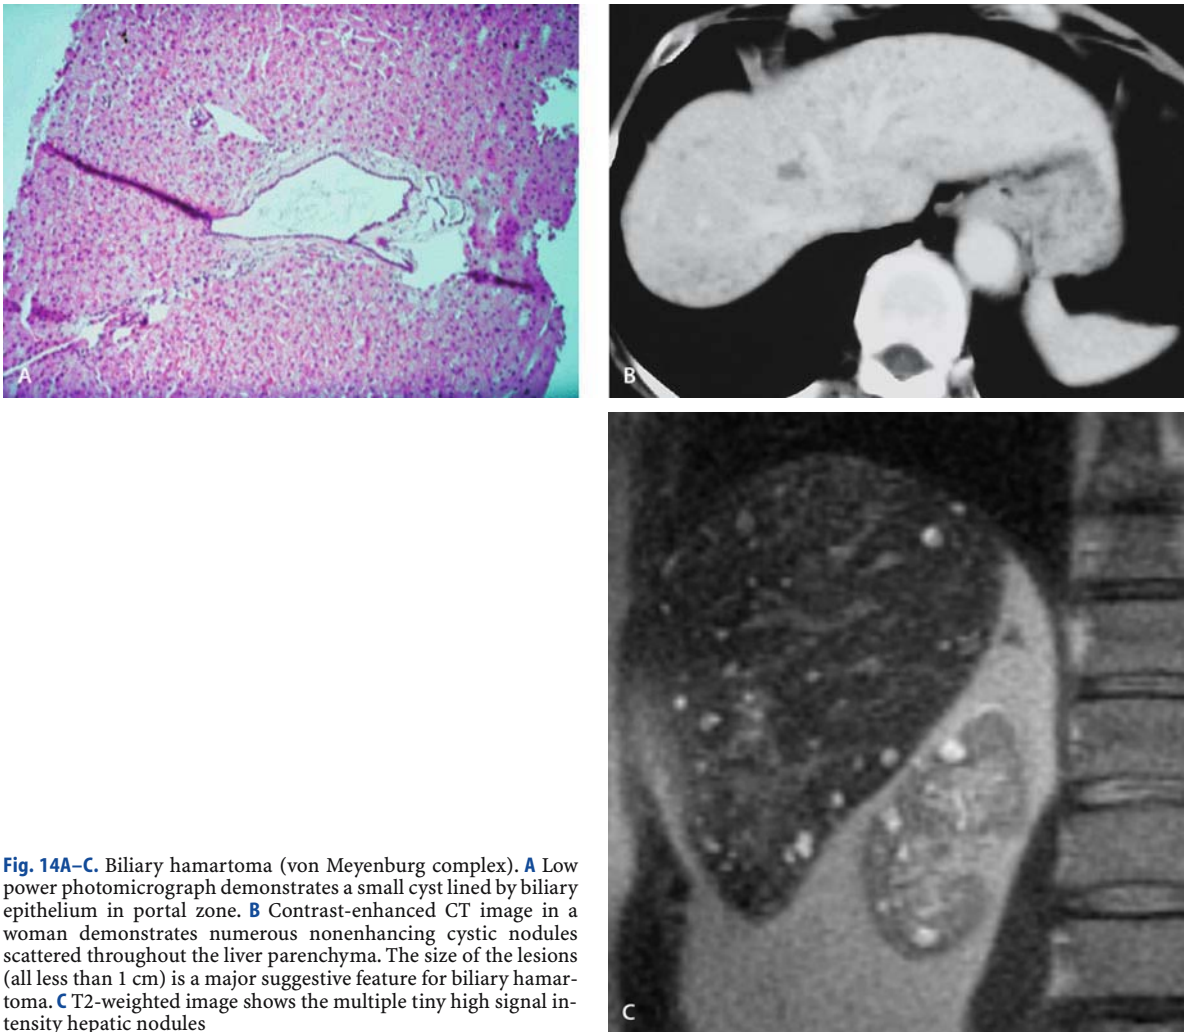 A
B
C
Fig. 14A–C. Biliary hamartoma (von Meyenburg complex). A Low
power photomicrograph demonstrates a small cyst lined by biliary
epithelium in portal zone. B Contrast-enhanced CT image in a
woman demonstrates numerous nonenhancing cystic nodules
scattered throughout the liver parenchyma. The size of the lesions
(all less than 1 cm) is a major suggestive feature for biliary hamar-
toma. C T2-weighted image shows the multiple tiny high signal in-
tensity hepatic nodules